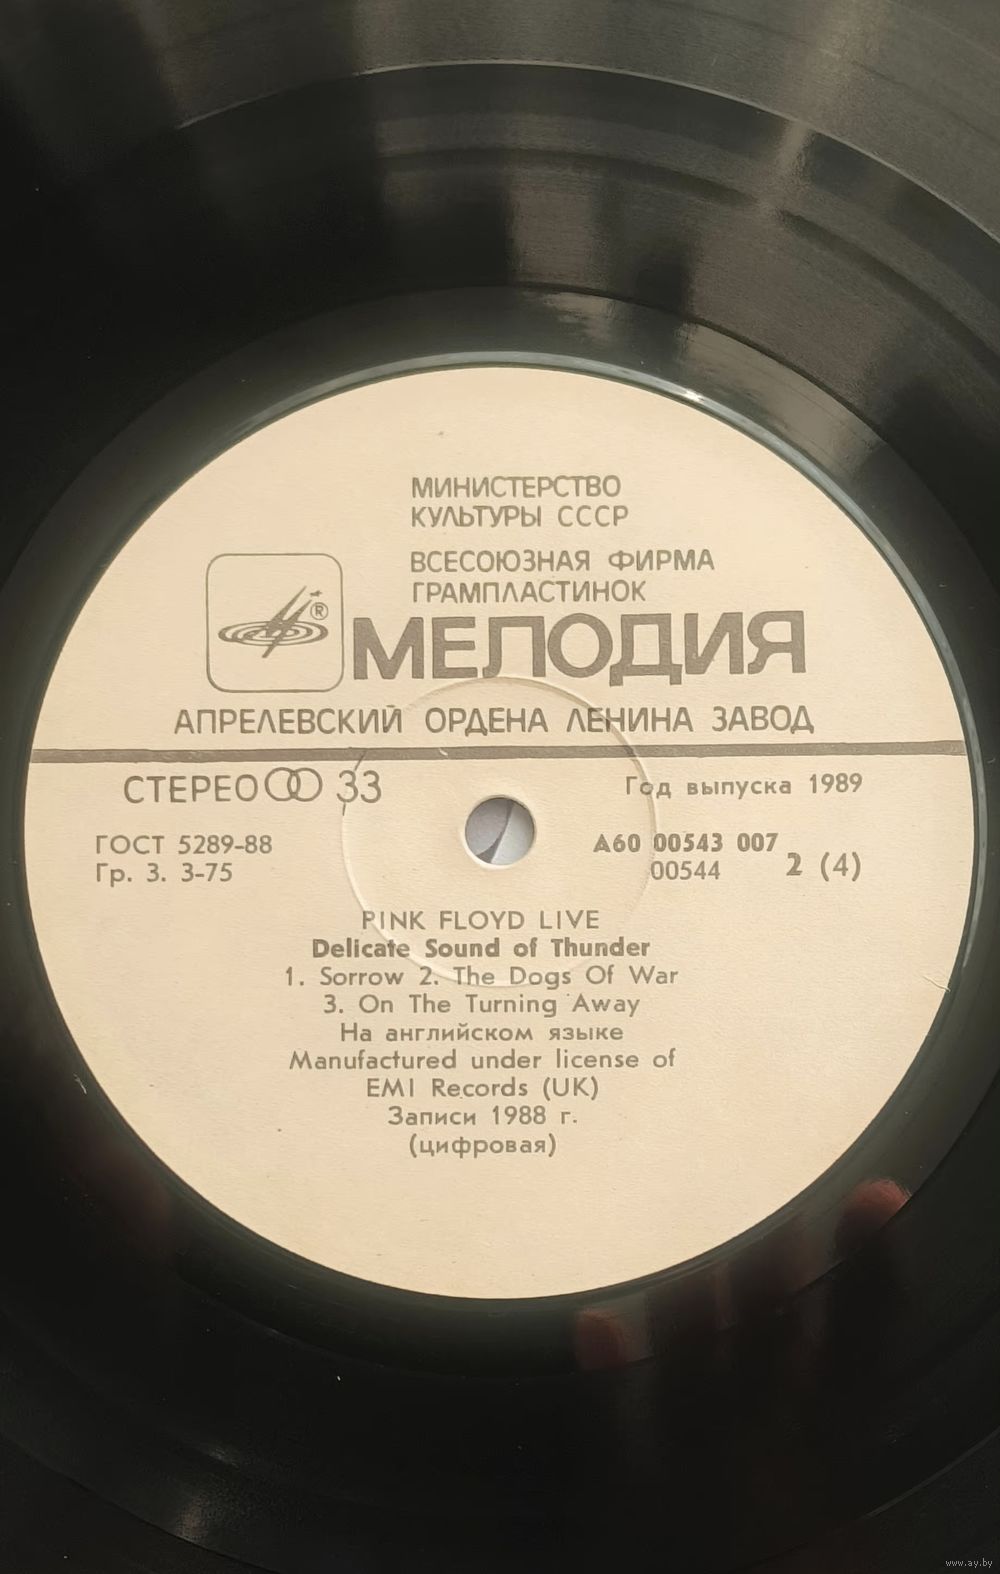 МИНИСТЕРСТВО
КУЛЬТУРЫ СССР
ВСЕСОЮЗНАЯ ФИРМА
ГРАМПЛАСТИНОК
®
МЕЛОДИЯ
АПРЕЛЕВСКИЙ ОРДЕНА ЛЕНИНА ЗАВОД
СТЕРЕО 33
Год выпуска 1989
ГОСТ 5289-88
Гр. 3. 3-75
А60 00543 007
00544
2 (4)
PINK FLOYD LIVE
Delicate Sound of Thunder
1. Sorrow 2. The Dogs Of War
3. On The Turning Away
На английском языке
Manufactured under license of
EMI Records (UK)
Записи 1988 г.
(цифровая)
www.ay.by